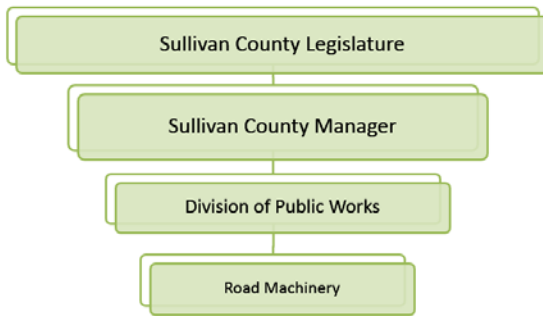 Sullivan County Legislature
Sullivan County Manager
Division of Public Works
Road Machinery